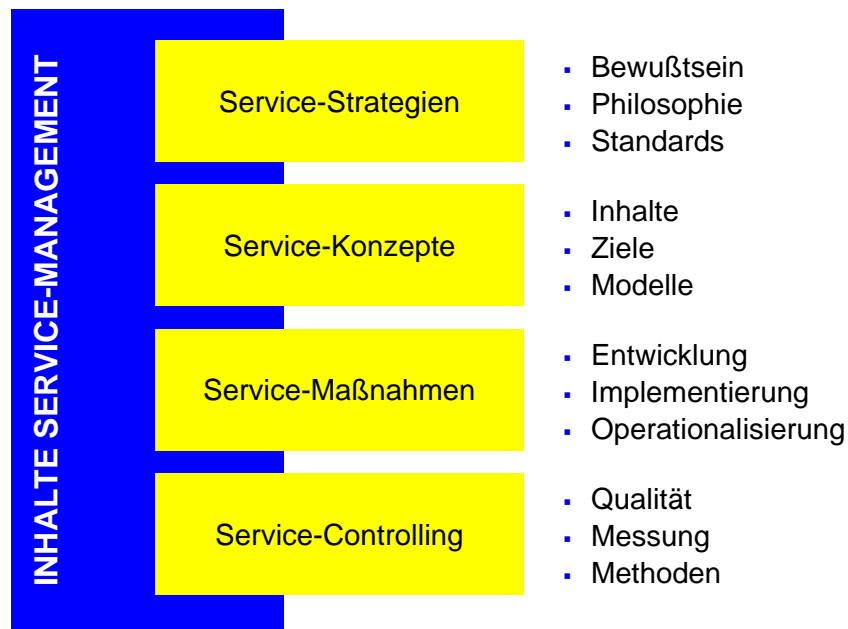 INHALTE SERVICE-MANAGEMENT
Service-Strategien
▪ Bewußtsein
▪ Philosophie
▪ Standards
Service-Konzepte
▪ Inhalte
▪ Ziele
▪ Modelle
Service-Maßnahmen
▪ Entwicklung
▪ Implementierung
▪ Operationalisierung
Service-Controlling
▪ Qualität
▪ Messung
▪ Methoden